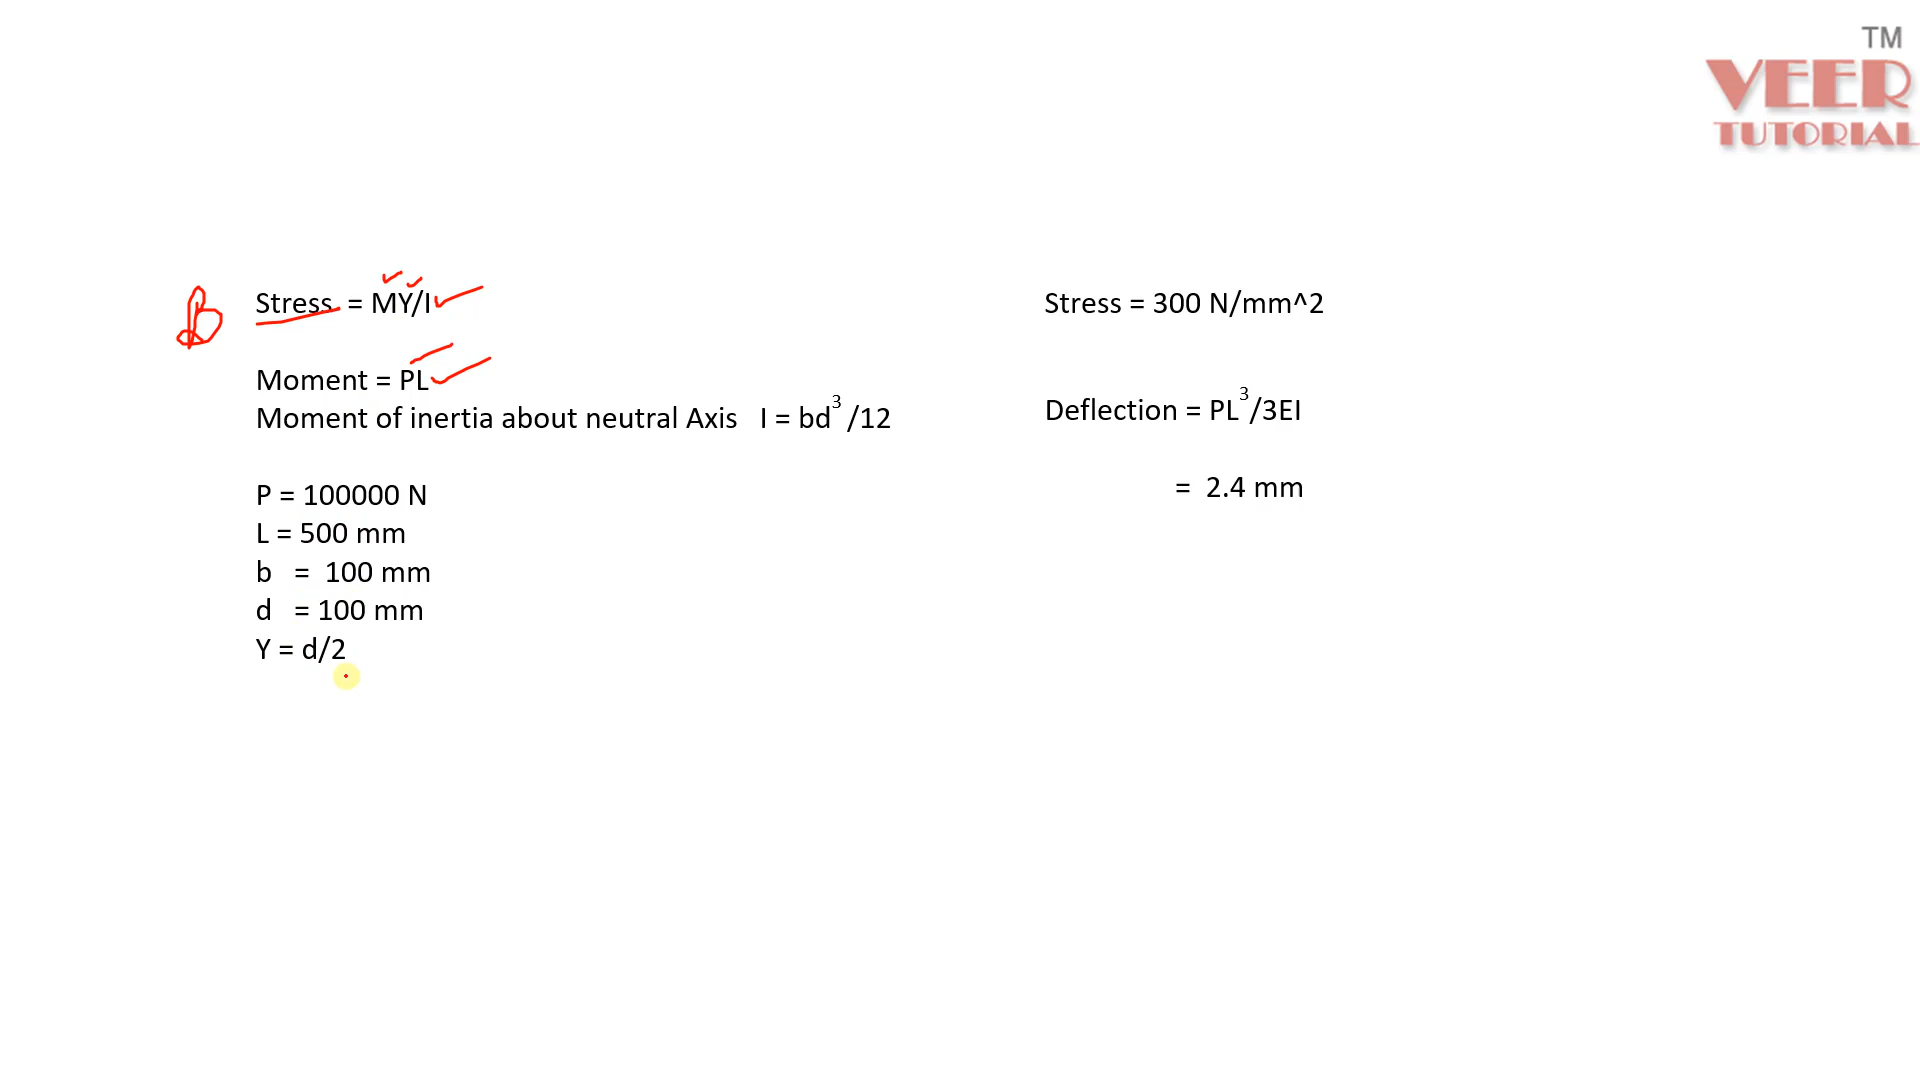 TM
VEER
TUTORIAL
Stress = MY/I
Moment = PL
Moment of inertia about neutral Axis I = bd³/12
P = 100000 N
L = 500 mm
b = 100 mm
d = 100 mm
Y = d/2
Stress = 300 N/mm^2
Deflection = PL³/3EI
= 2.4 mm